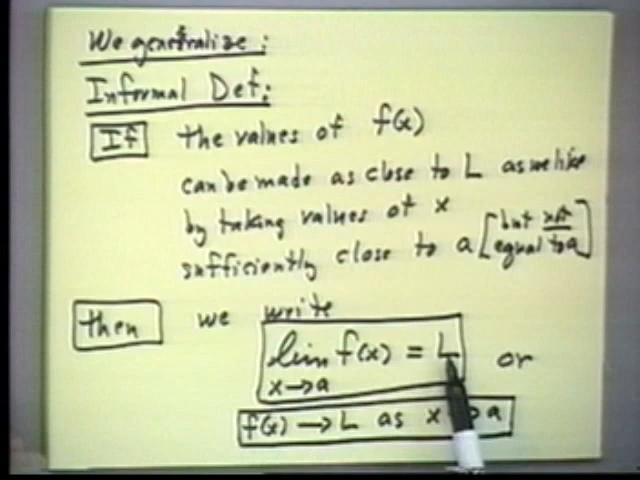 We generalize:
Informal Def:
If the values of f(x)
can be made as close to L as we like
by taking values of x
sufficiently close to a [but not equal to a]
then we write
lim f(x) = L or
x→a
f(x) → L as x → a